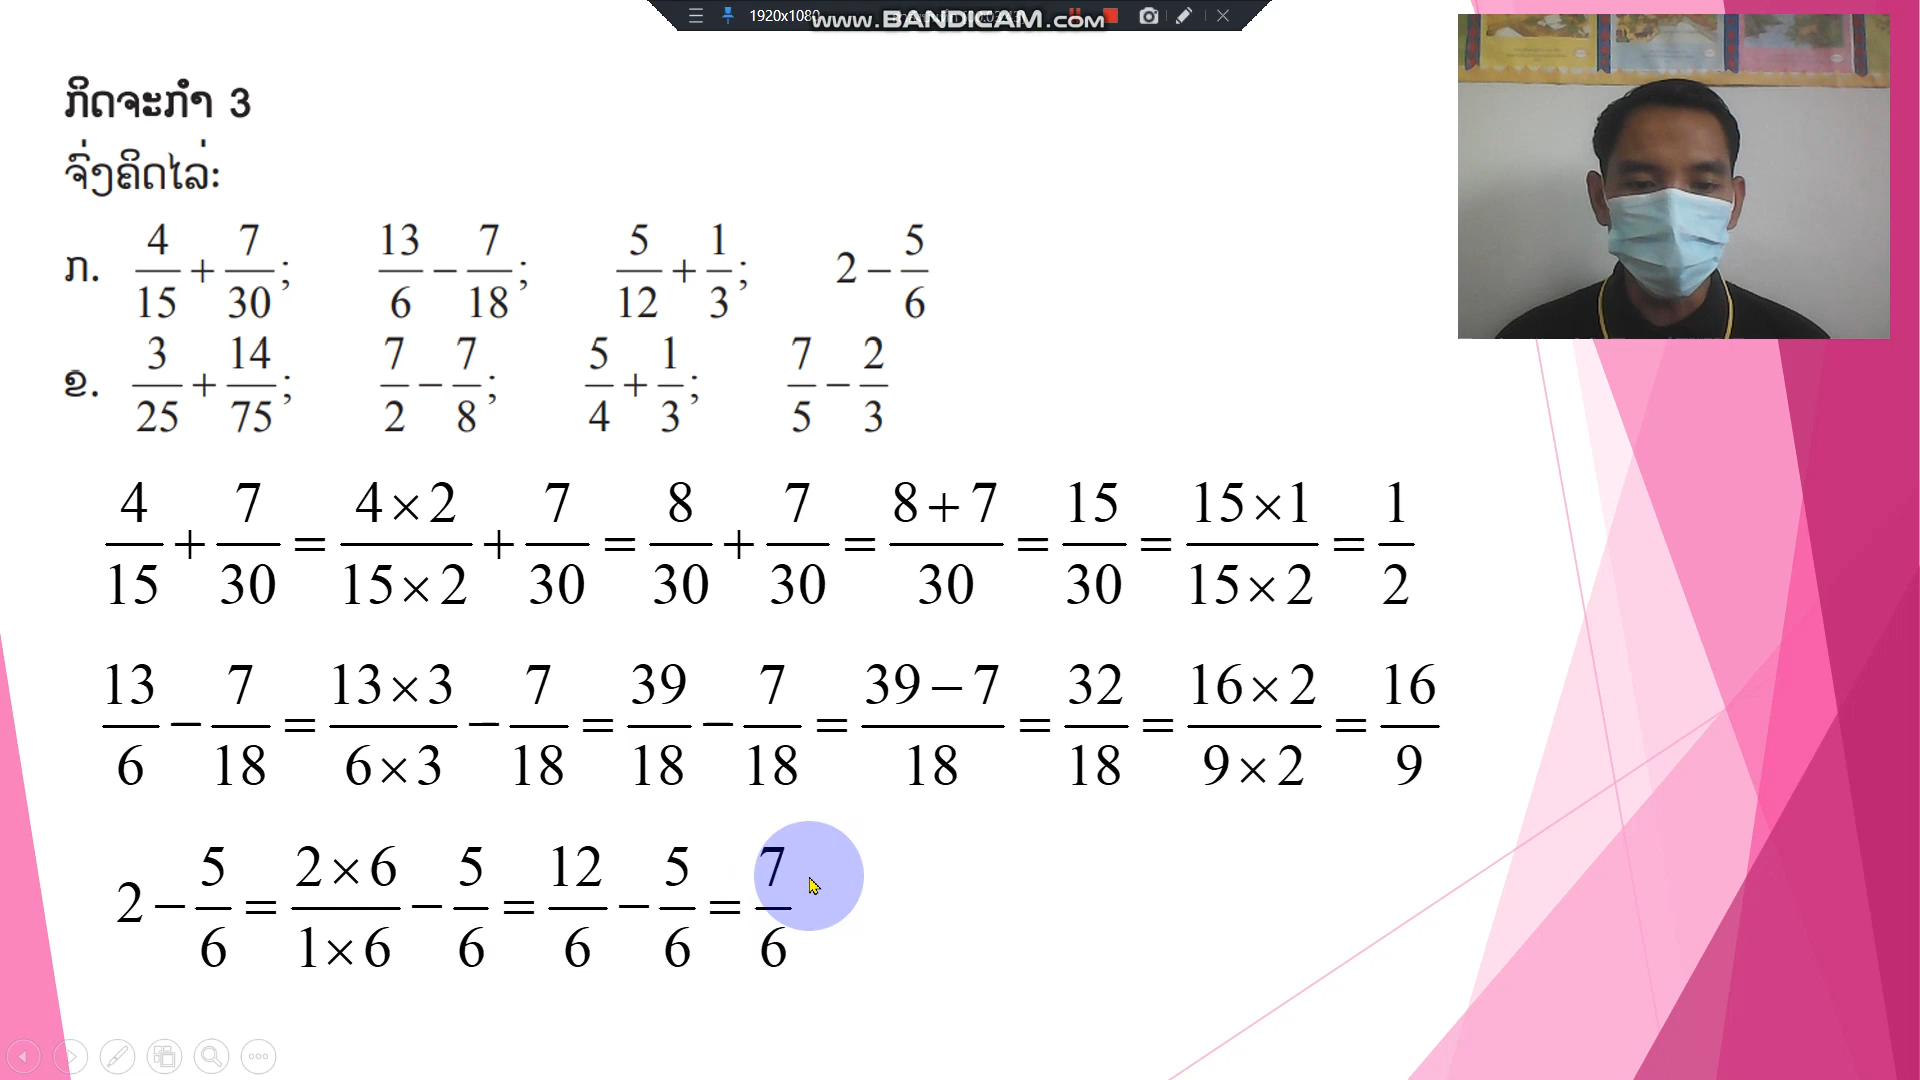 1920x1080
www.BANDICAM.com
ກິດຈະກຳ 3
ຈົ່ງຄິດໄລ່:
ກ. 4/15 + 7/30; 13/6 − 7/18; 5/12 + 1/3; 2 − 5/6
ຂ. 3/25 + 14/75; 7/2 − 7/8; 5/4 + 1/3; 7/5 − 2/3
4/15 + 7/30 = 4×2/15×2 + 7/30 = 8/30 + 7/30 = 8+7/30 = 15/30 = 15×1/15×2 = 1/2
13/6 − 7/18 = 13×3/6×3 − 7/18 = 39/18 − 7/18 = 39−7/18 = 32/18 = 16×2/9×2 = 16/9
2 − 5/6 = 2×6/1×6 − 5/6 = 12/6 − 5/6 = 7/6